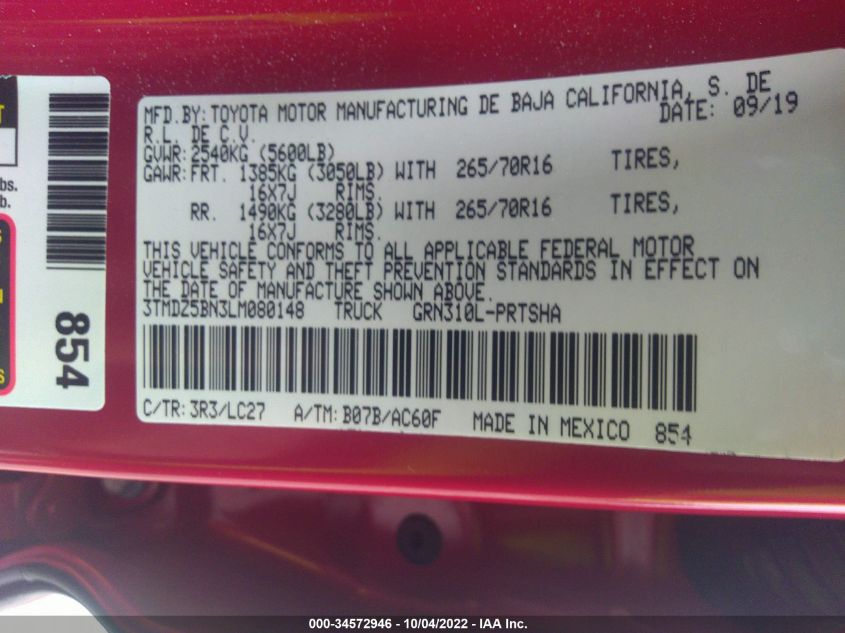 MFD.BY:TOYOTA MOTOR MANUFACTURING DE BAJA CALIFORNIA, S. DE
R.L. DE C.V. DATE: 09/19
GVWR:2540KG (5600LB)
GAWR:FRT. 1385KG (3050LB) WITH 265/70R16 TIRES,
16X7J RIMS.
RR. 1490KG (3280LB) WITH 265/70R16 TIRES,
16X7J RIMS.
THIS VEHICLE CONFORMS TO ALL APPLICABLE FEDERAL MOTOR
VEHICLE SAFETY AND THEFT PREVENTION STANDARDS IN EFFECT ON
THE DATE OF MANUFACTURE SHOWN ABOVE.
3TMDZ5BN3LM080148 TRUCK GRN310L-PRTSHA
C/TR:3R3/LC27 A/TM:B07B/AC60F MADE IN MEXICO 854
854
bs.
b.
000-34572946 - 10/04/2022 - IAA Inc.